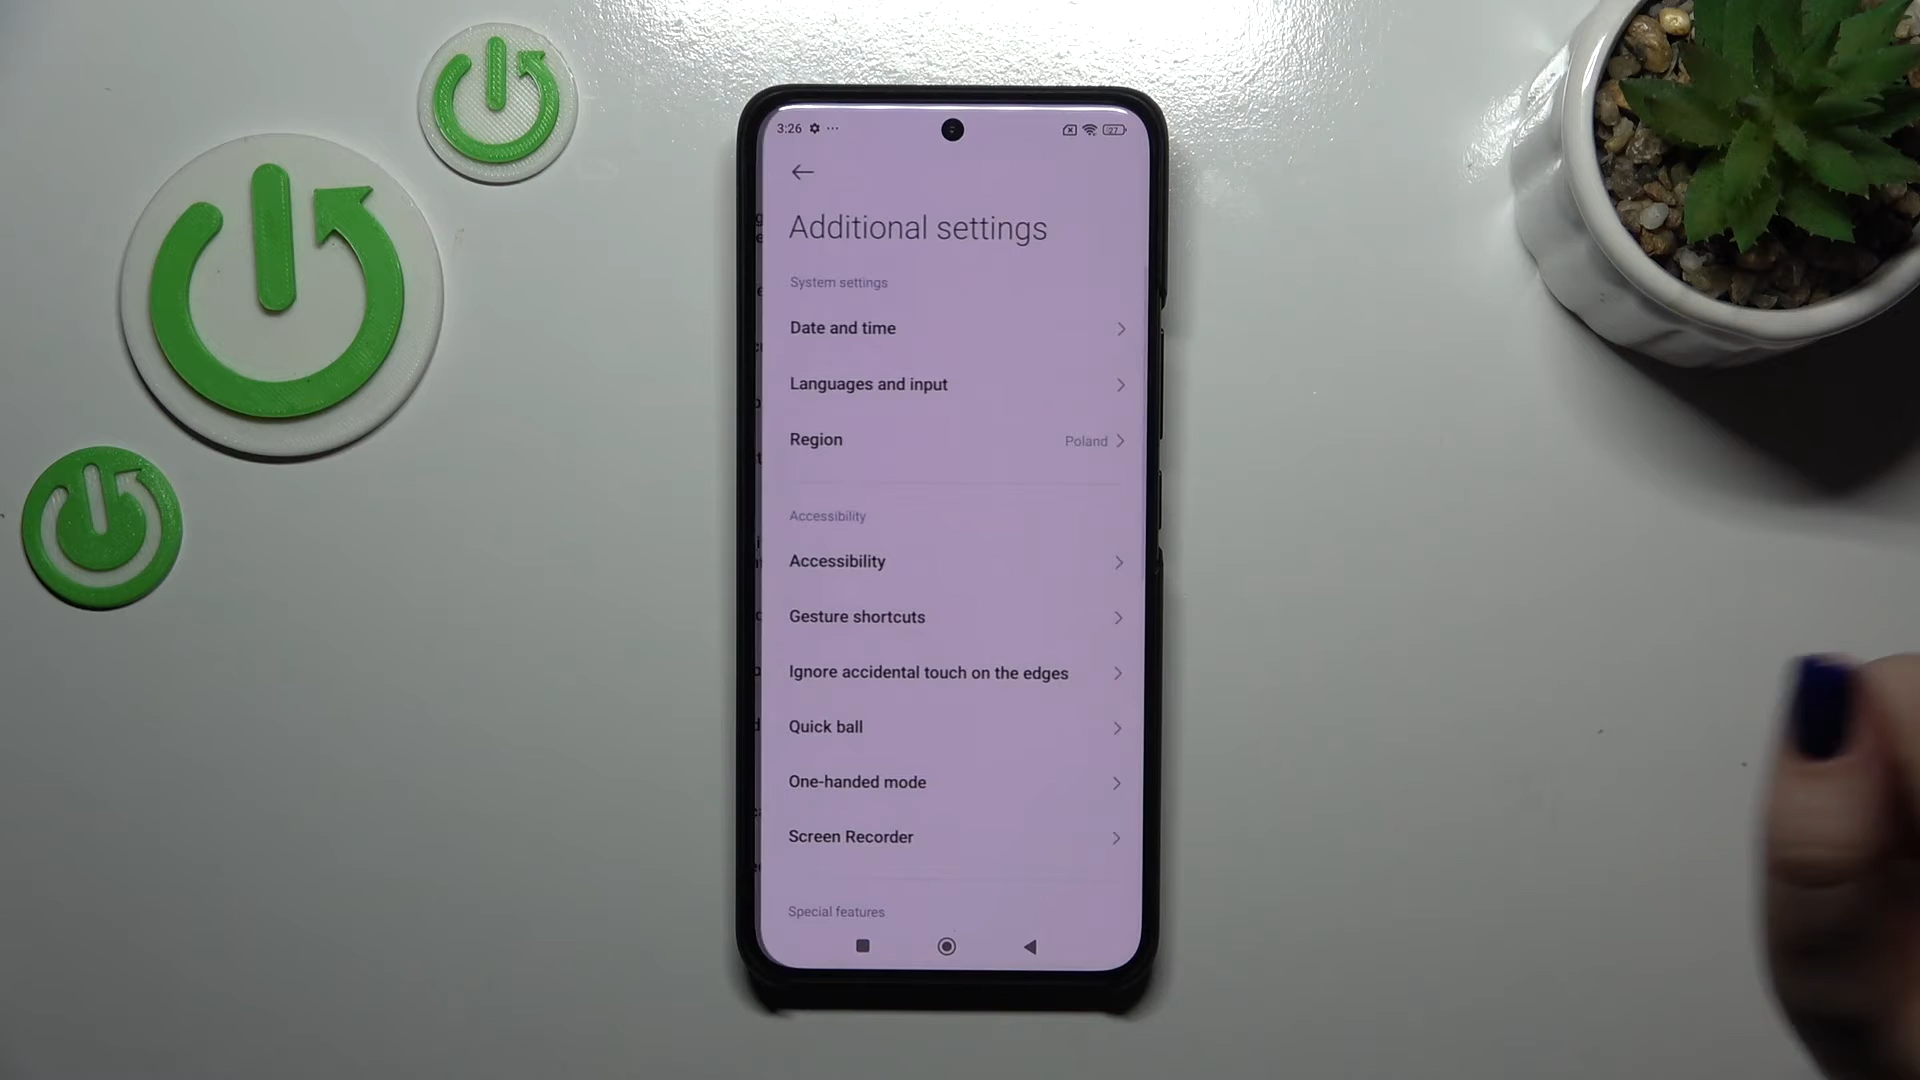 3:26
27
Additional settings
System settings
Date and time
Languages and input
Region
Poland
Accessibility
Accessibility
Gesture shortcuts
Ignore accidental touch on the edges
Quick ball
One-handed mode
Screen Recorder
Special features